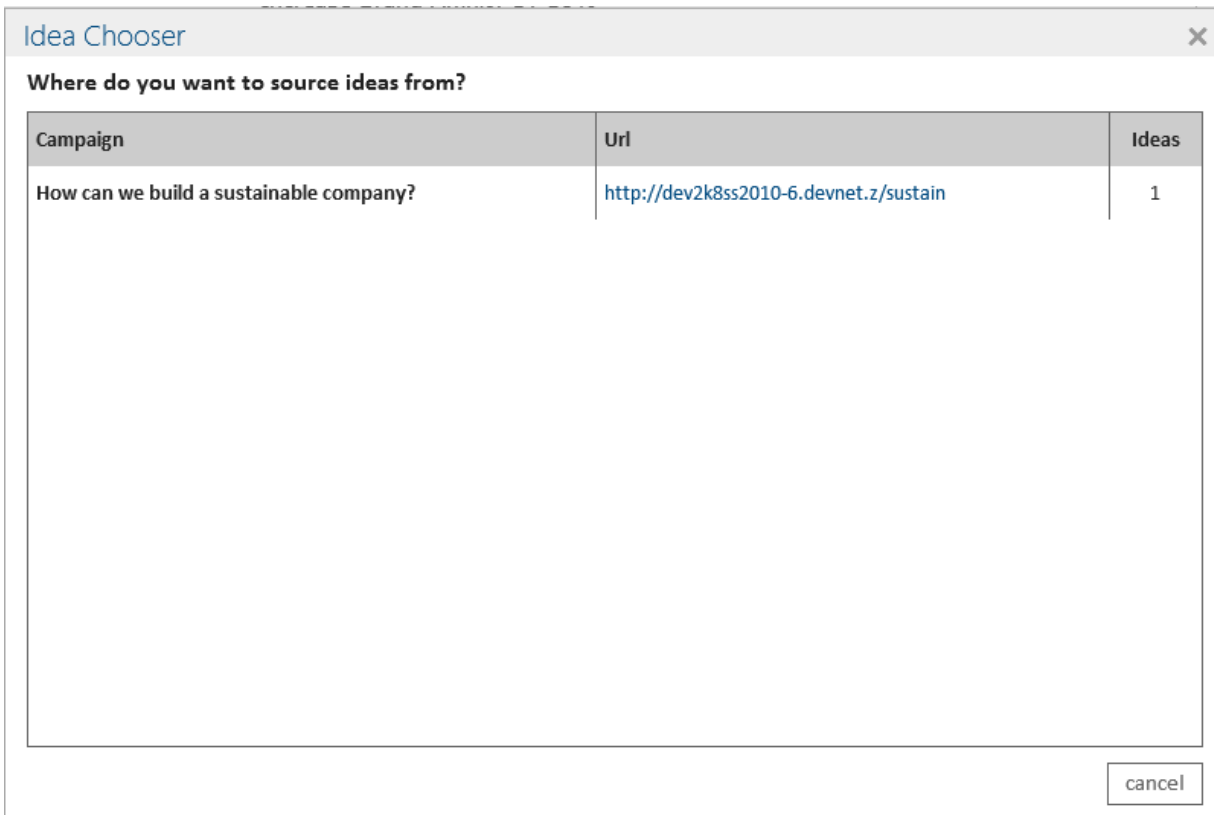 Idea Chooser
Where do you want to source ideas from?
Campaign Url Ideas
How can we build a sustainable company? http://dev2k8ss2010-6.devnet.z/sustain 1
cancel